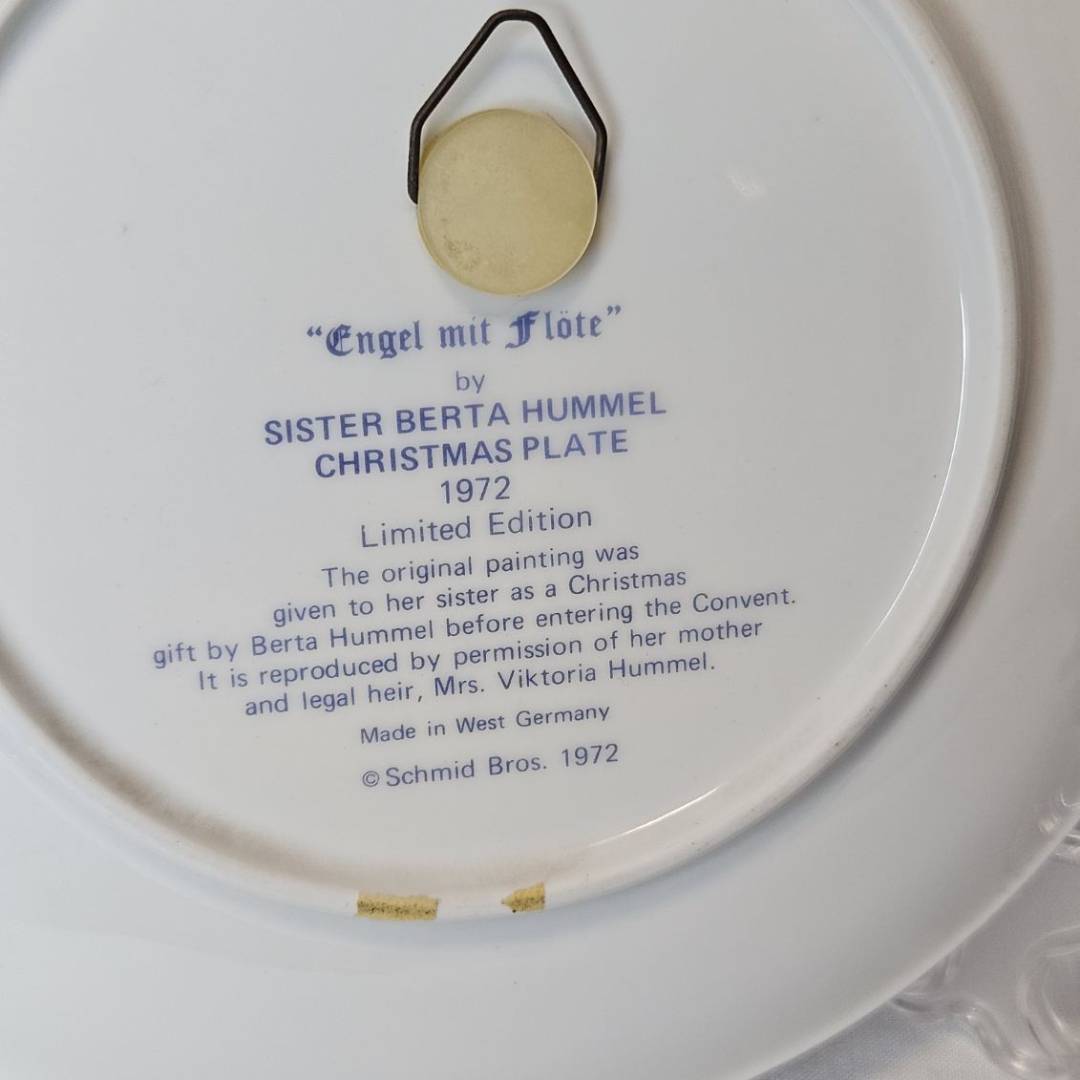 “Engel mit Flöte”
by
SISTER BERTA HUMMEL
CHRISTMAS PLATE
1972
Limited Edition
The original painting was
given to her sister as a Christmas
gift by Berta Hummel before entering the Convent.
It is reproduced by permission of her mother
and legal heir, Mrs. Viktoria Hummel.
Made in West Germany
© Schmid Bros. 1972